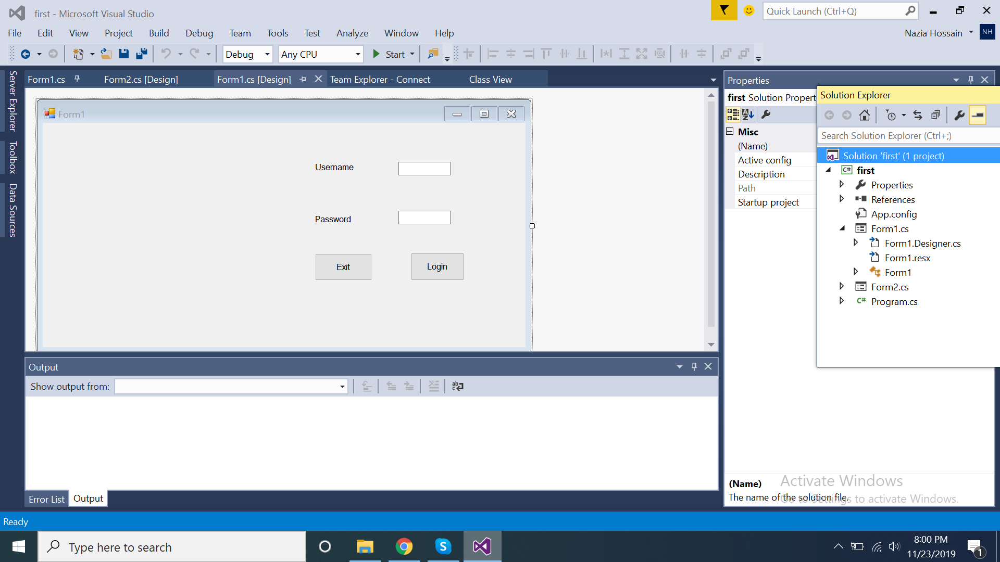 first - Microsoft Visual Studio
Quick Launch (Ctrl+Q)
File Edit View Project Build Debug Team Tools Test Analyze Window Help
Nazia Hossain
NH
Debug
Any CPU
Start
Server Explorer
Toolbox
Data Sources
Form1.cs
Form2.cs [Design]
Form1.cs [Design]
Team Explorer - Connect
Class View
Form1
Username
Password
Exit
Login
Output
Show output from:
Error List
Output
Properties
first Solution Propert
Misc
(Name)
Active config
Description
Path
Startup project
Solution Explorer
Search Solution Explorer (Ctrl+;)
Solution 'first' (1 project)
C# first
Properties
References
App.config
Form1.cs
Form1.Designer.cs
Form1.resx
Form1
Form2.cs
C# Program.cs
(Name)
The name of the solution file.
Activate Windows
Go to Settings to activate Windows.
Ready
Type here to search
8:00 PM
11/23/2019
1